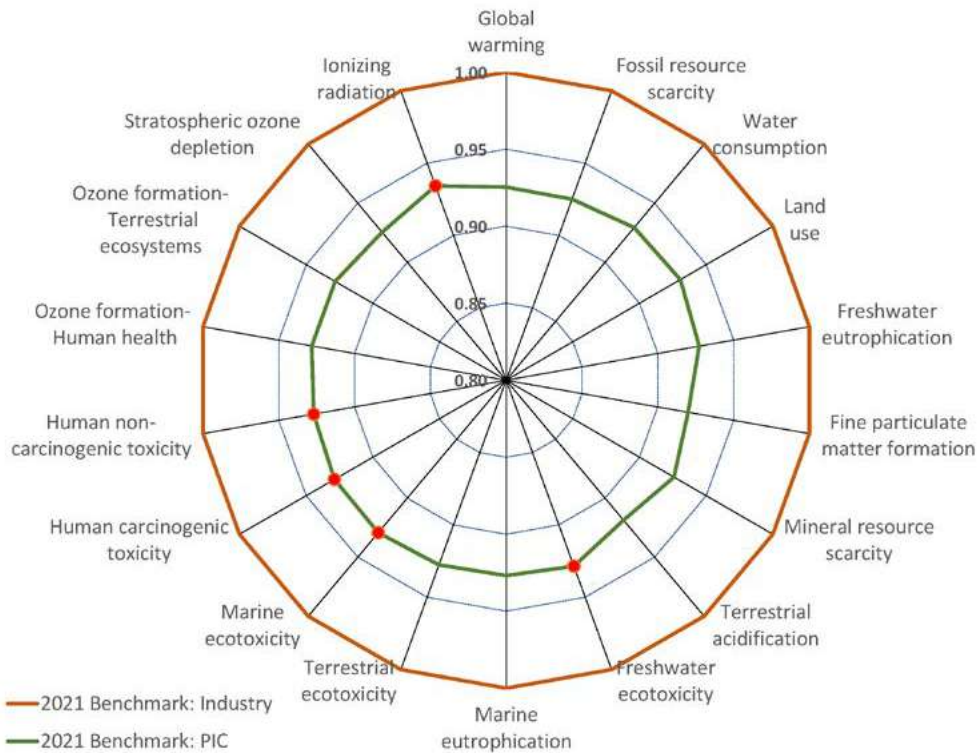 Global
warming
Fossil resource
scarcity
Water
consumption
Land
use
Freshwater
eutrophication
Fine particulate
matter formation
Mineral resource
scarcity
Terrestrial
acidification
Freshwater
ecotoxicity
Marine
eutrophication
Terrestrial
ecotoxicity
Marine
ecotoxicity
Human carcinogenic
toxicity
Human non-
carcinogenic toxicity
Ozone formation-
Human health
Ozone formation-
Terrestrial
ecosystems
Stratospheric ozone
depletion
Ionizing
radiation
1.00
0.95
0.90
0.85
0.80
2021 Benchmark: Industry
2021 Benchmark: PIC